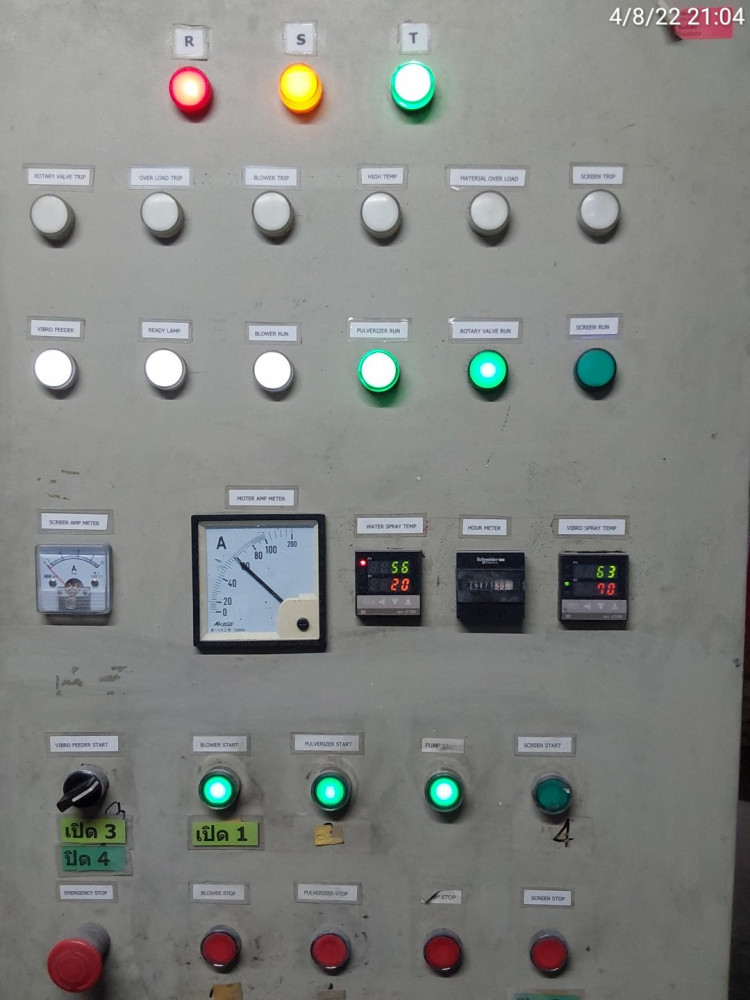 4/8/22 21:04
R
S
T
ROTARY VALVE TRIP
OVER LOAD TRIP
BLOWER TRIP
HIGH TEMP
MATERIAL OVER LOAD
SCREEN TRIP
VIBRO FEEDER
READY LAMP
BLOWER RUN
PULVERIZER RUN
ROTARY VALVE RUN
SCREEN RUN
SCREEN AMP METER
MOTER AMP METER
WATER SPRAY TEMP
HOUR METER
VIBRO SPRAY TEMP
A
A
0
20
40
80
100
200
56
20
Schneider
63
70
VIBRO FEEDER START
BLOWER START
PULVERIZER START
SCREEN START
เปิด 3
เปิด 1
2
4
เปิด 4
EMERGENCY STOP
BLOWER STOP
PULVERIZER STOP
STOP
SCREEN STOP